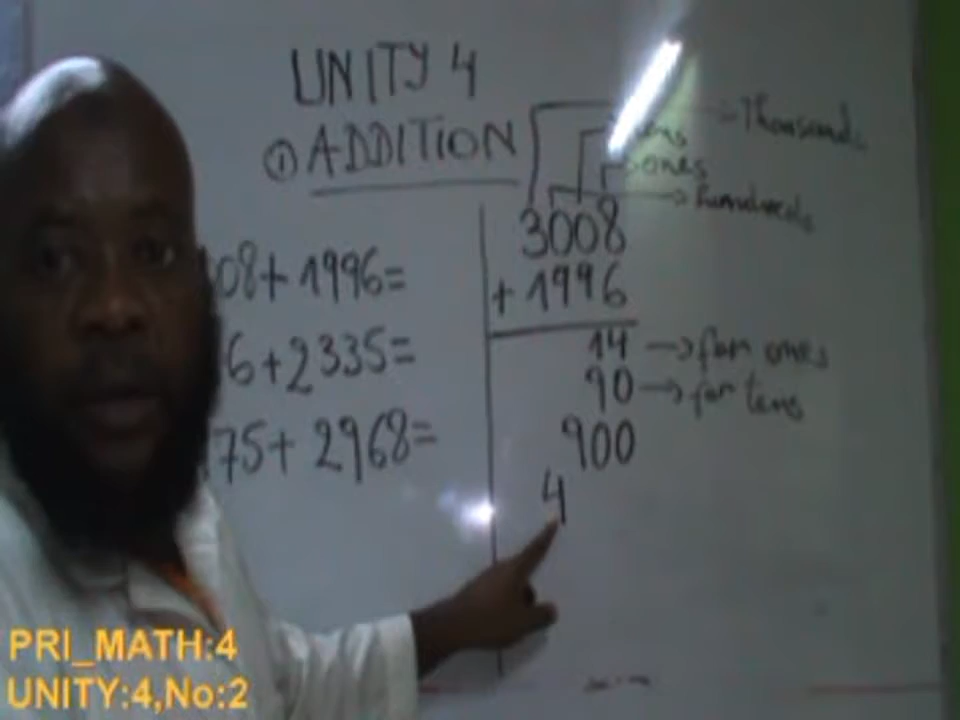 UNITY 4
① ADDITION
Thousands
tens
ones
hundreds
08+1996=
6+2335=
75+2968=
3008
+1996
14 → for ones
90 → for tens
900
4
PRI_MATH:4
UNITY:4,No:2